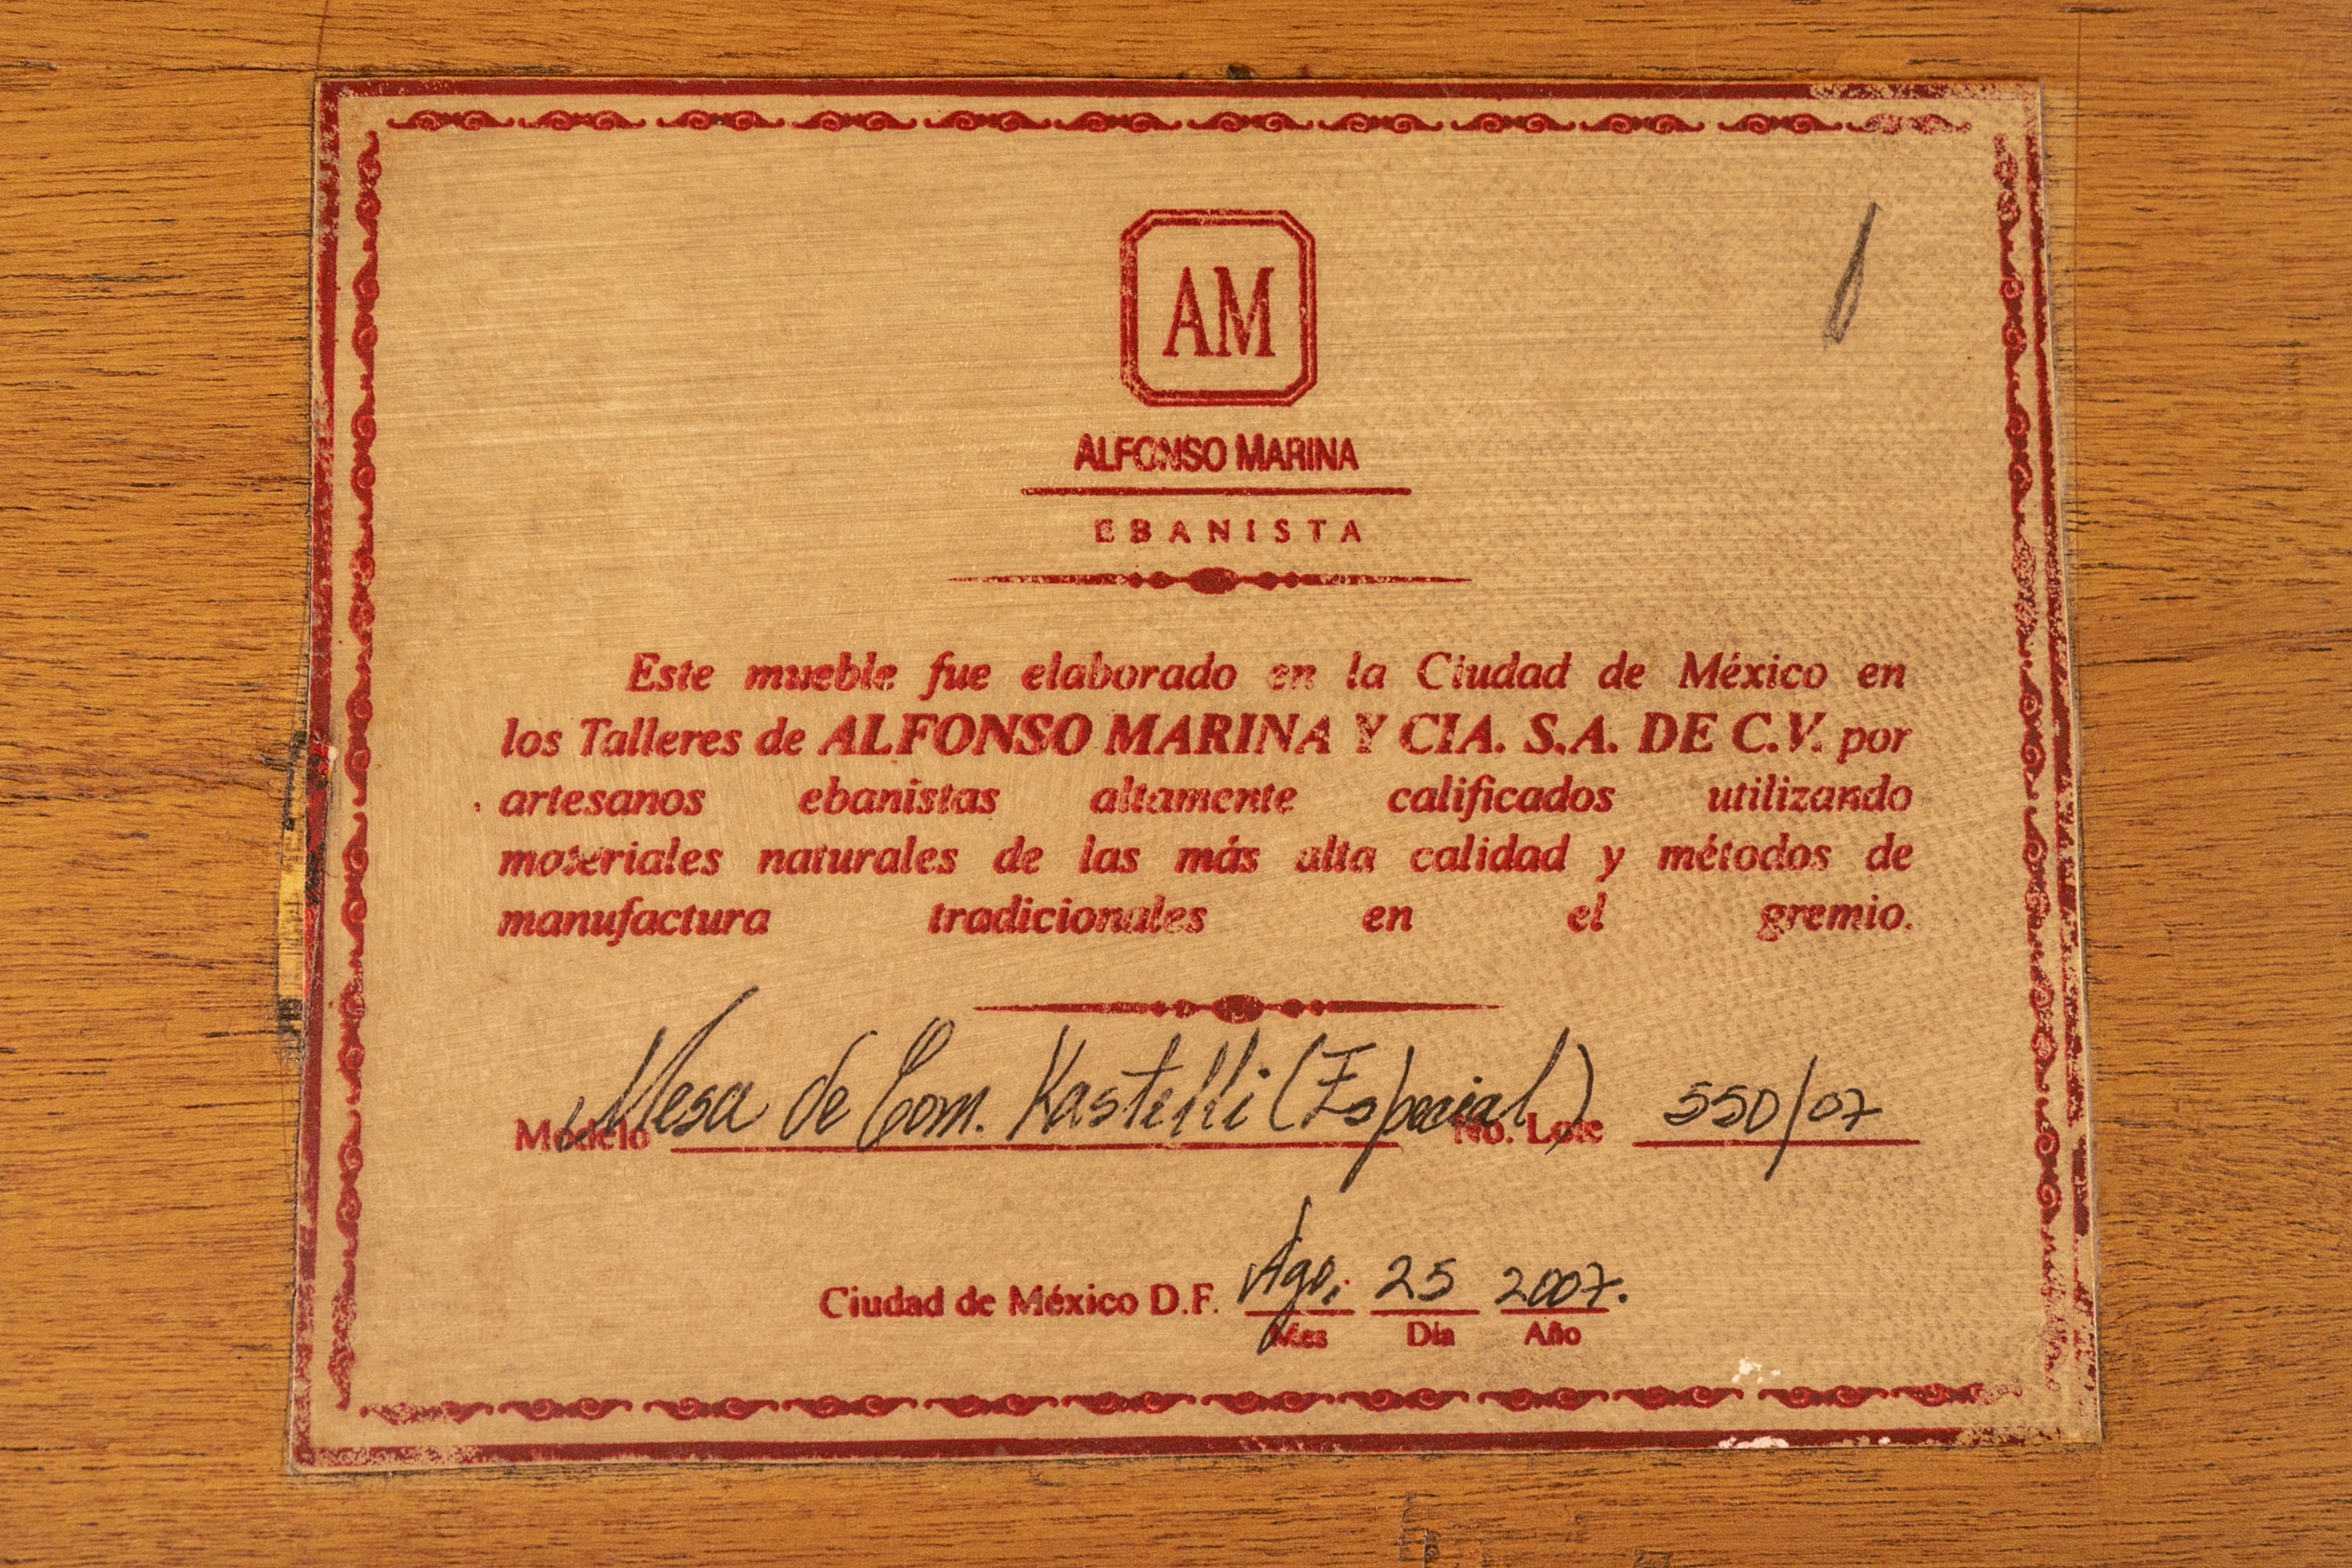 AM
ALFONSO MARINA
EBANISTA
Este mueble fue elaborado en la Ciudad de México en
los Talleres de ALFONSO MARINA Y CIA. S.A. DE C.V. por
artesanos ebanistas altamente calificados utilizando
materiales naturales de las más alta calidad y métodos de
manufactura tradicionales en el gremio.
Modelo Mesa de Com. Kastelli (Especial) No. Lote 550/07
Ciudad de México D.F. Ago. 25 2007.
Mes Día Año